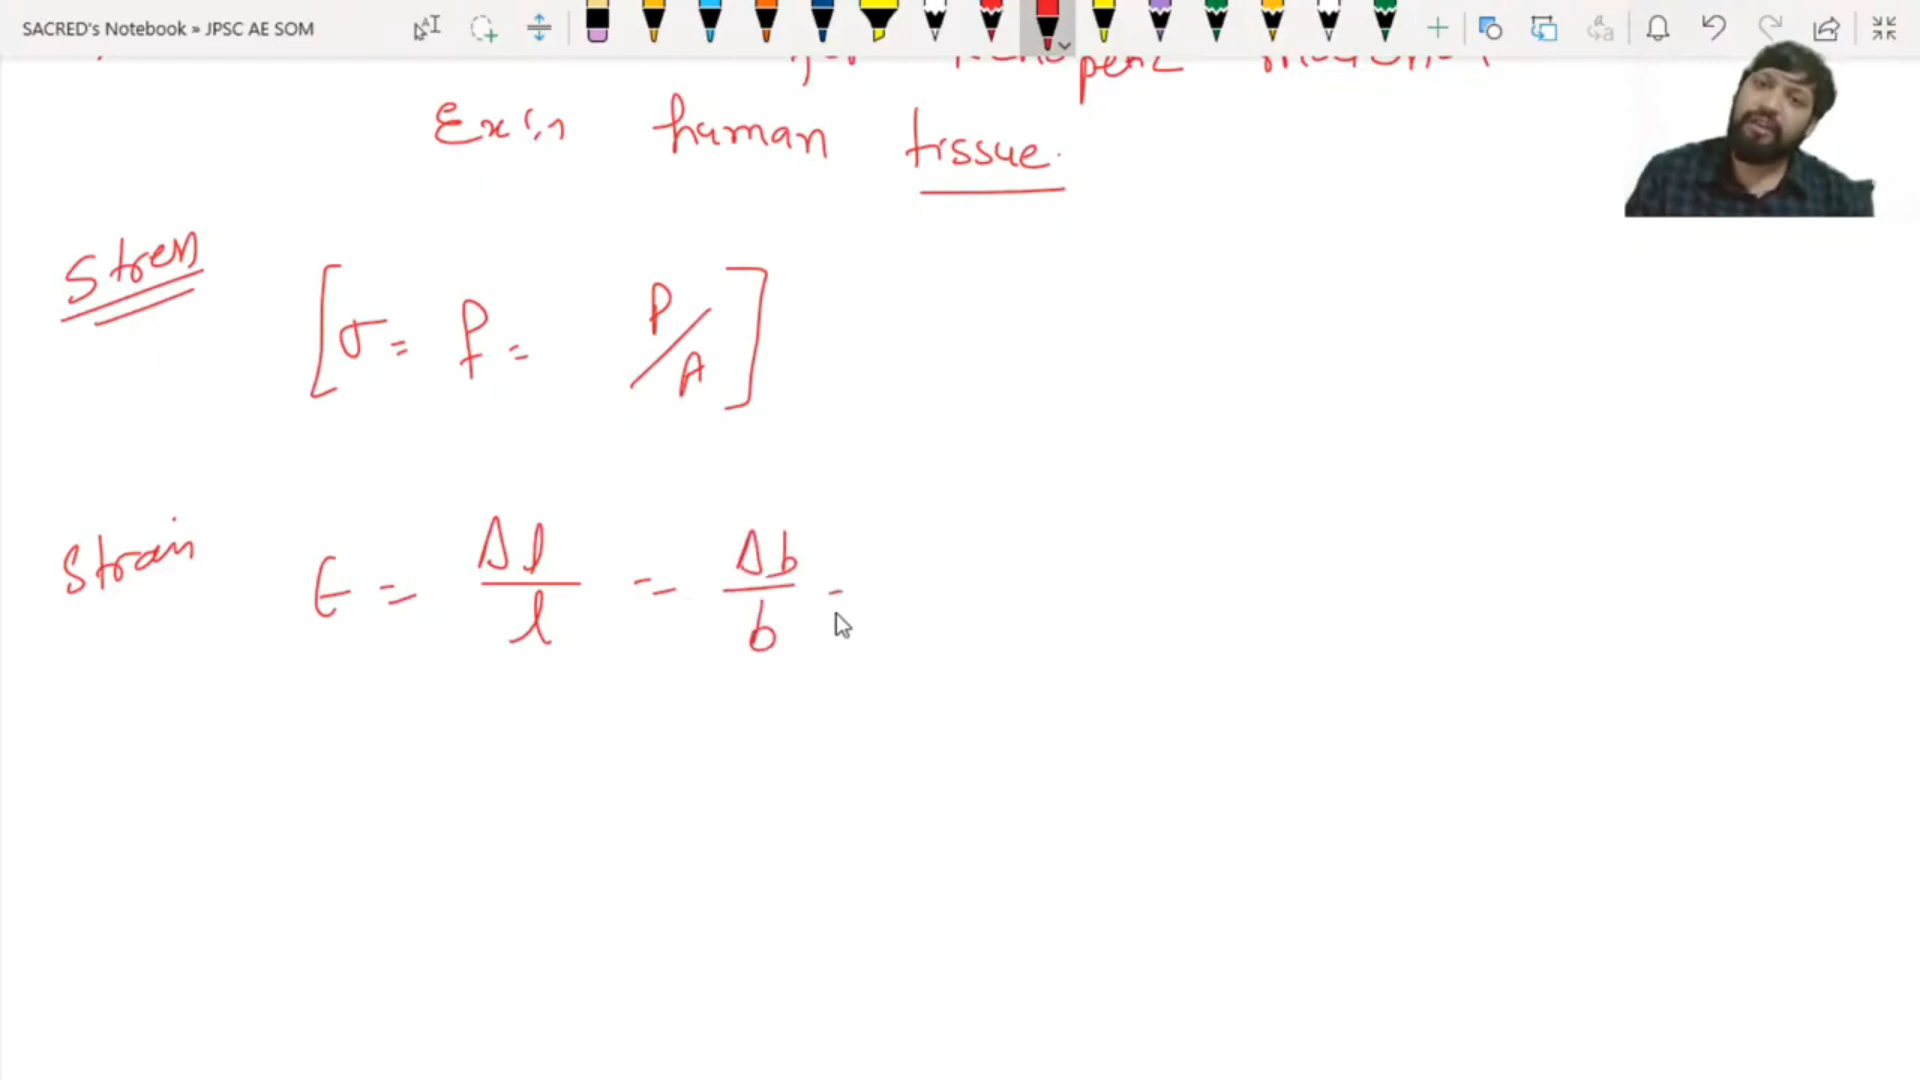 SACRED's Notebook » JPSC AE SOM
Ex:n human tissue.
Stress
[σ = f = P/A]
Strain ε = Δl/l = Δb/b =